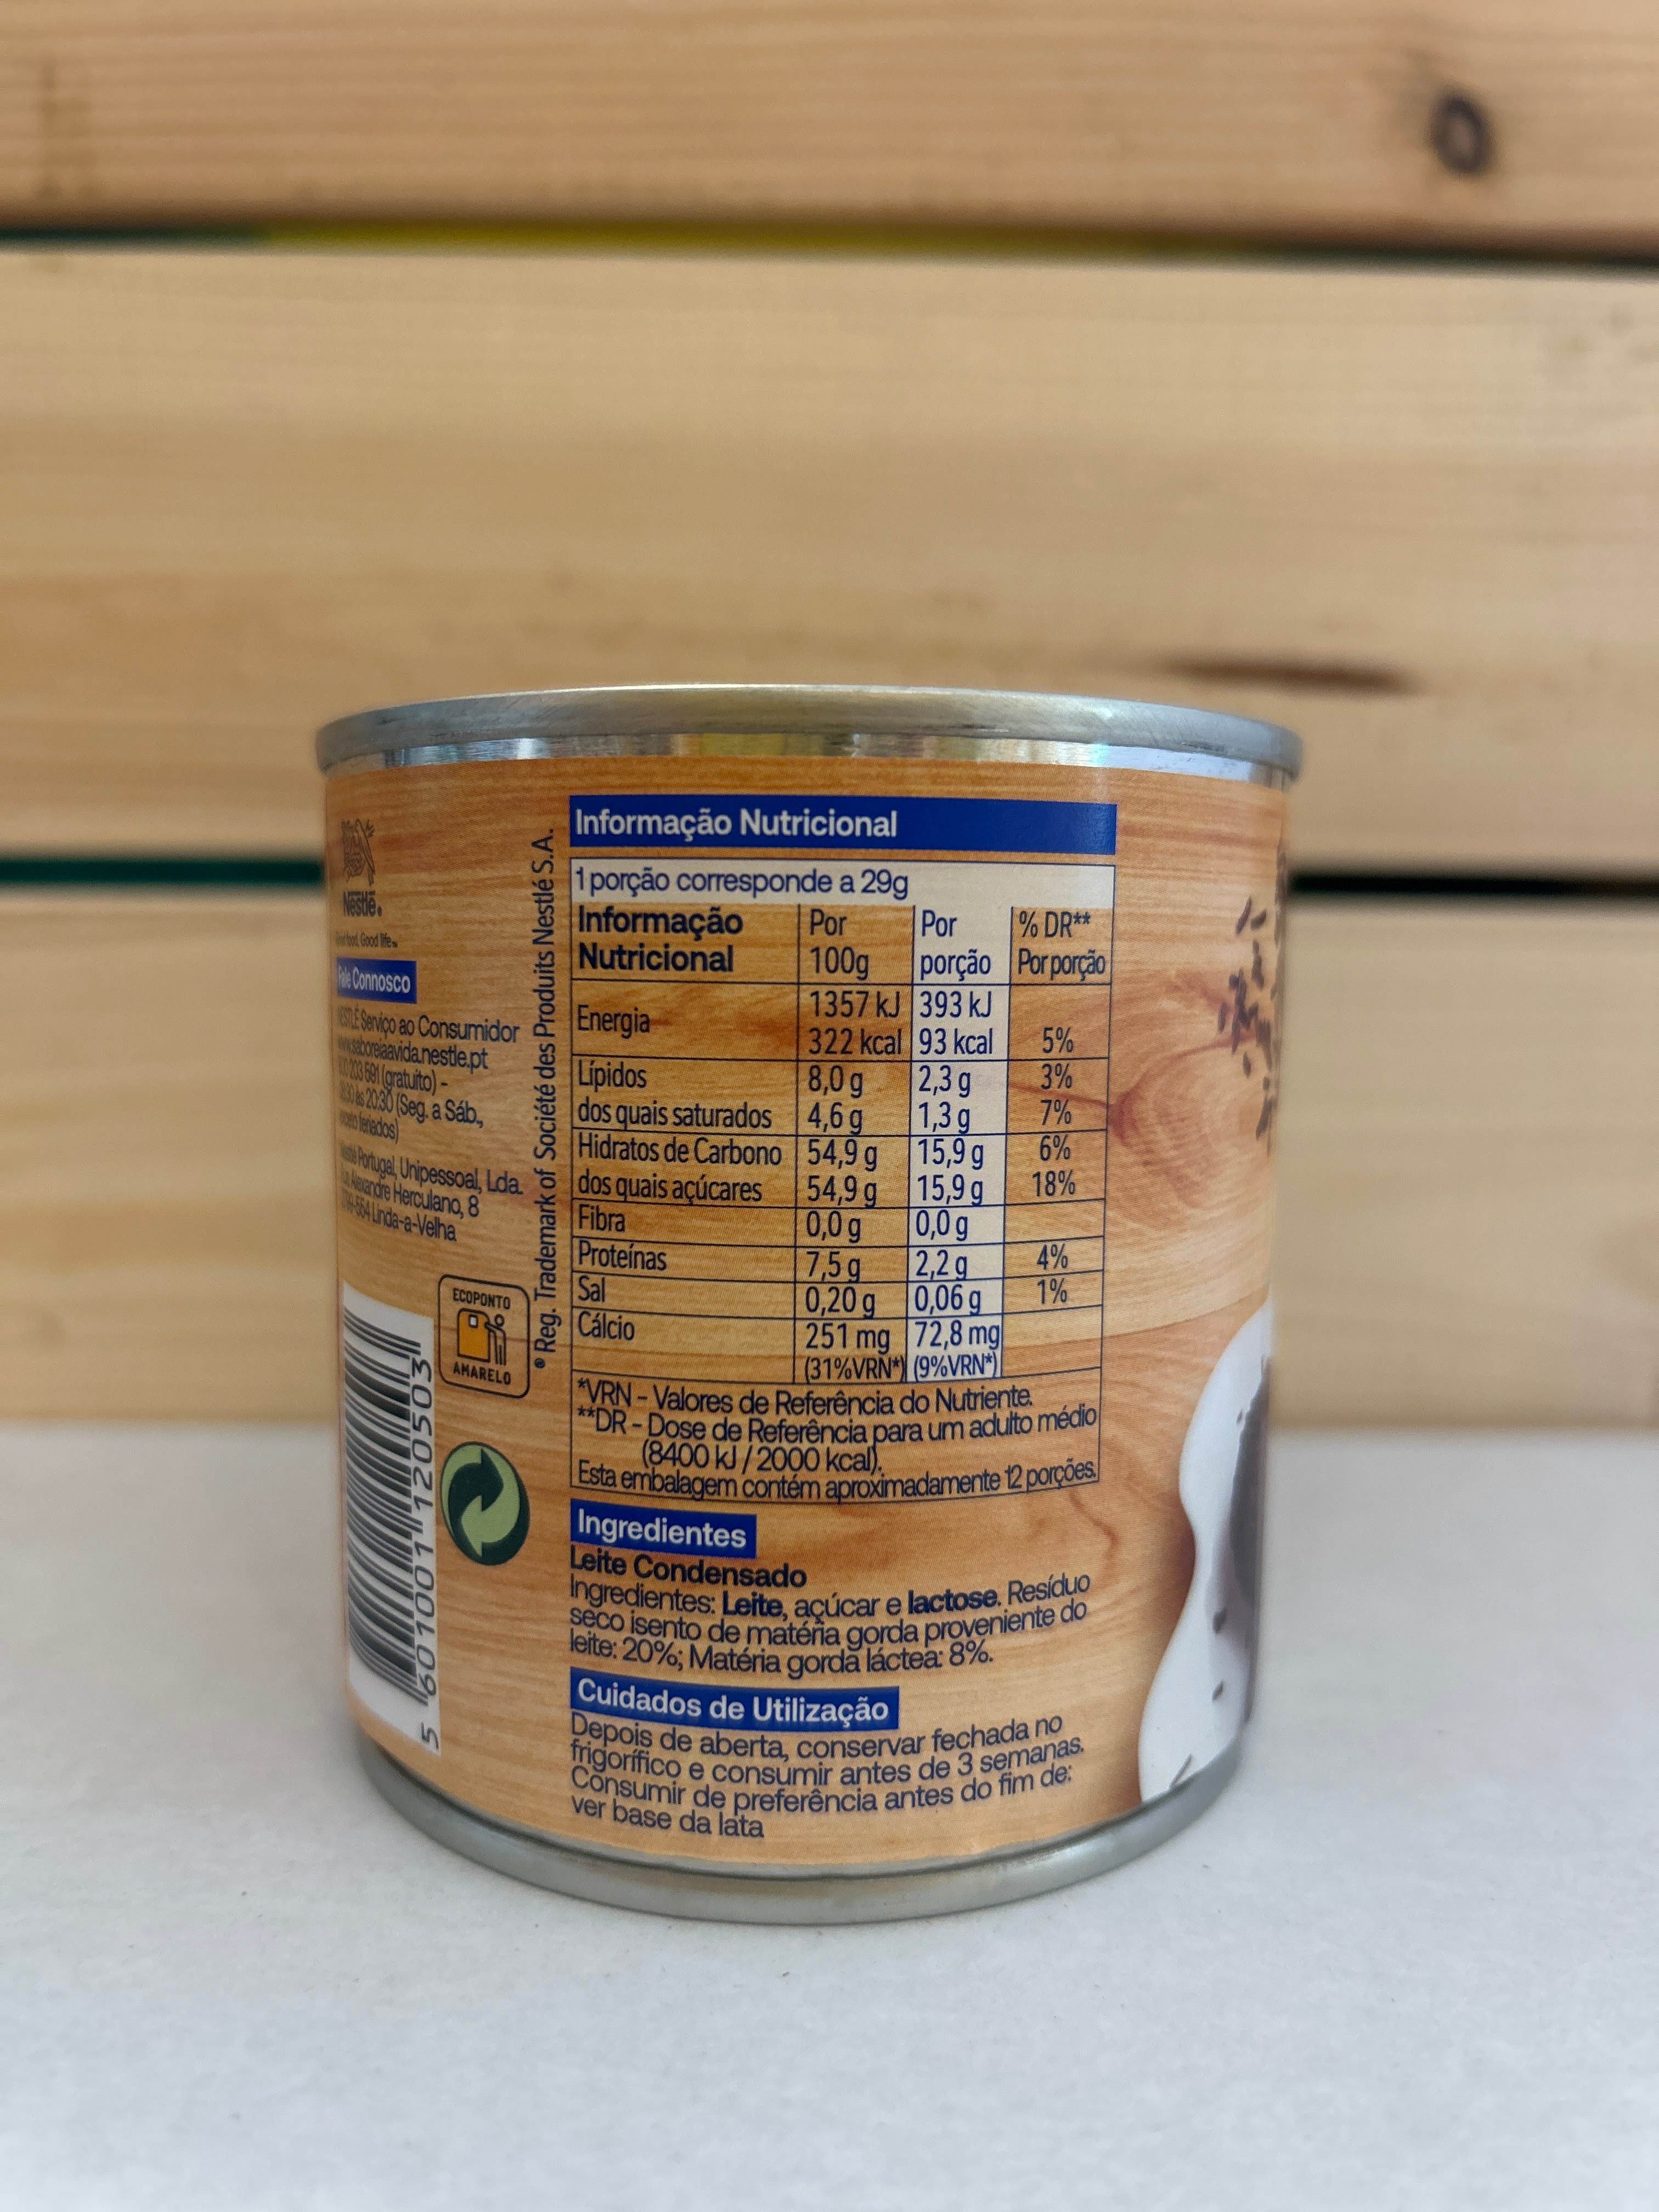 Nestlé®
Good food, Good life™
Fale Connosco
NESTLÉ Serviço ao Consumidor
www.saboreiaavida.nestle.pt
203 591 (gratuito) -
às 20:30 (Seg. a Sáb.,
exceto feriados)
Nestlé Portugal, Unipessoal, Lda.
Rua Alexandre Herculano, 8
Linda-a-Velha
ECOPONTO
AMARELO
5 601001 120503
® Reg. Trademark of Société des Produits Nestlé S.A.
Informação Nutricional
1 porção corresponde a 29g
Informação Por Por % DR**
Nutricional 100g porção Por porção
Energia 1357 kJ 393 kJ
322 kcal 93 kcal 5%
Lípidos 8,0 g 2,3 g 3%
dos quais saturados 4,6 g 1,3 g 7%
Hidratos de Carbono 54,9 g 15,9 g 6%
dos quais açúcares 54,9 g 15,9 g 18%
Fibra 0,0 g 0,0 g
Proteínas 7,5 g 2,2 g 4%
Sal 0,20 g 0,06 g 1%
Cálcio 251 mg 72,8 mg
(31%VRN*) (9%VRN*)
*VRN - Valores de Referência do Nutriente.
**DR - Dose de Referência para um adulto médio
(8400 kJ / 2000 kcal).
Esta embalagem contém aproximadamente 12 porções.
Ingredientes
Leite Condensado
Ingredientes: Leite, açúcar e lactose. Resíduo
seco isento de matéria gorda proveniente do
leite: 20%; Matéria gorda láctea: 8%.
Cuidados de Utilização
Depois de aberta, conservar fechada no
frigorífico e consumir antes de 3 semanas.
Consumir de preferência antes do fim de:
ver base da lata